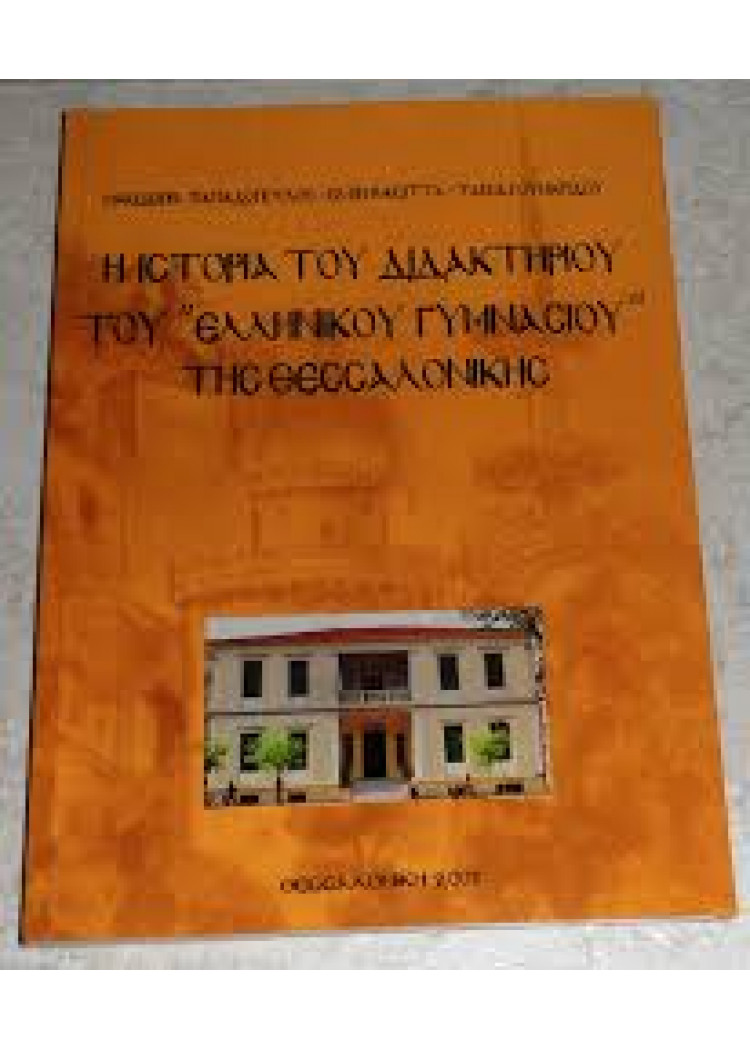 Η ΙΣΤΟΡΙΑ ΤΟΥ ΔΙΔΑΚΤΗΡΙΟΥ
ΤΟΥ "ΕΛΛΗΝΙΚΟΥ ΓΥΜΝΑΣΙΟΥ"
ΤΗΣ ΘΕΣΣΑΛΟΝΙΚΗΣ
ΘΕΣΣΑΛΟΝΙΚΗ